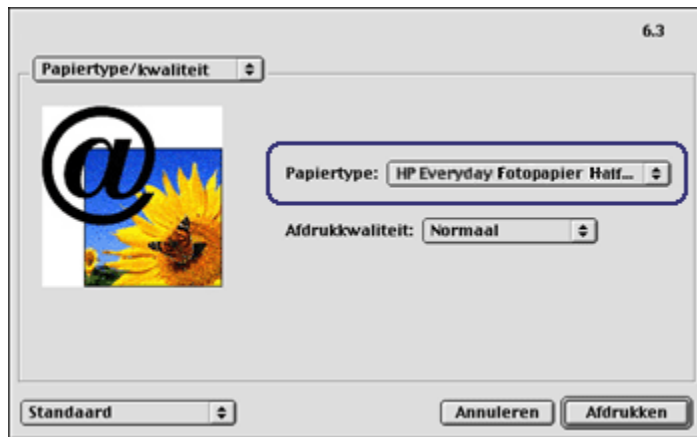 6.3
Papiertype/kwaliteit
@
Papiertype: HP Everyday Fotopapier Half...
Afdrukkwaliteit: Normaal
Standaard Annuleren Afdrukken